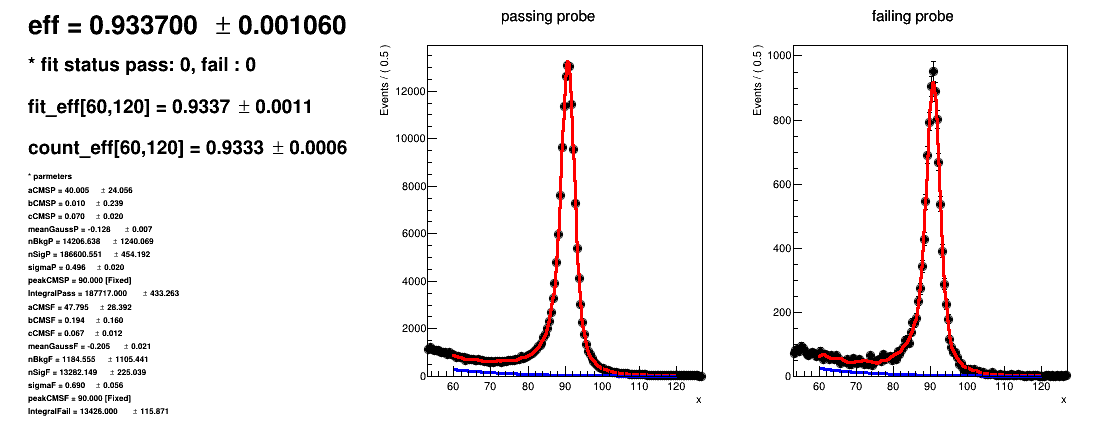 eff = 0.933700 ± 0.001060
* fit status pass: 0, fail : 0
fit_eff[60,120] = 0.9337 ± 0.0011
count_eff[60,120] = 0.9333 ± 0.0006
* parmeters
aCMSP = 40.005 ± 24.056
bCMSP = 0.010 ± 0.239
cCMSP = 0.070 ± 0.020
meanGaussP = -0.128 ± 0.007
nBkgP = 14206.638 ± 1240.069
nSigP = 186600.551 ± 454.192
sigmaP = 0.496 ± 0.020
peakCMSP = 90.000 [Fixed]
IntegralPass = 187717.000 ± 433.263
aCMSF = 47.795 ± 28.392
bCMSF = 0.194 ± 0.160
cCMSF = 0.067 ± 0.012
meanGaussF = -0.205 ± 0.021
nBkgF = 1184.555 ± 1105.441
nSigF = 13282.149 ± 225.039
sigmaF = 0.690 ± 0.056
peakCMSF = 90.000 [Fixed]
IntegralFail = 13426.000 ± 115.871
passing probe
Events / ( 0.5 )
12000
10000
8000
6000
4000
2000
0
60 70 80 90 100 110 120
x
failing probe
Events / ( 0.5 )
1000
800
600
400
200
0
60 70 80 90 100 110 120
x